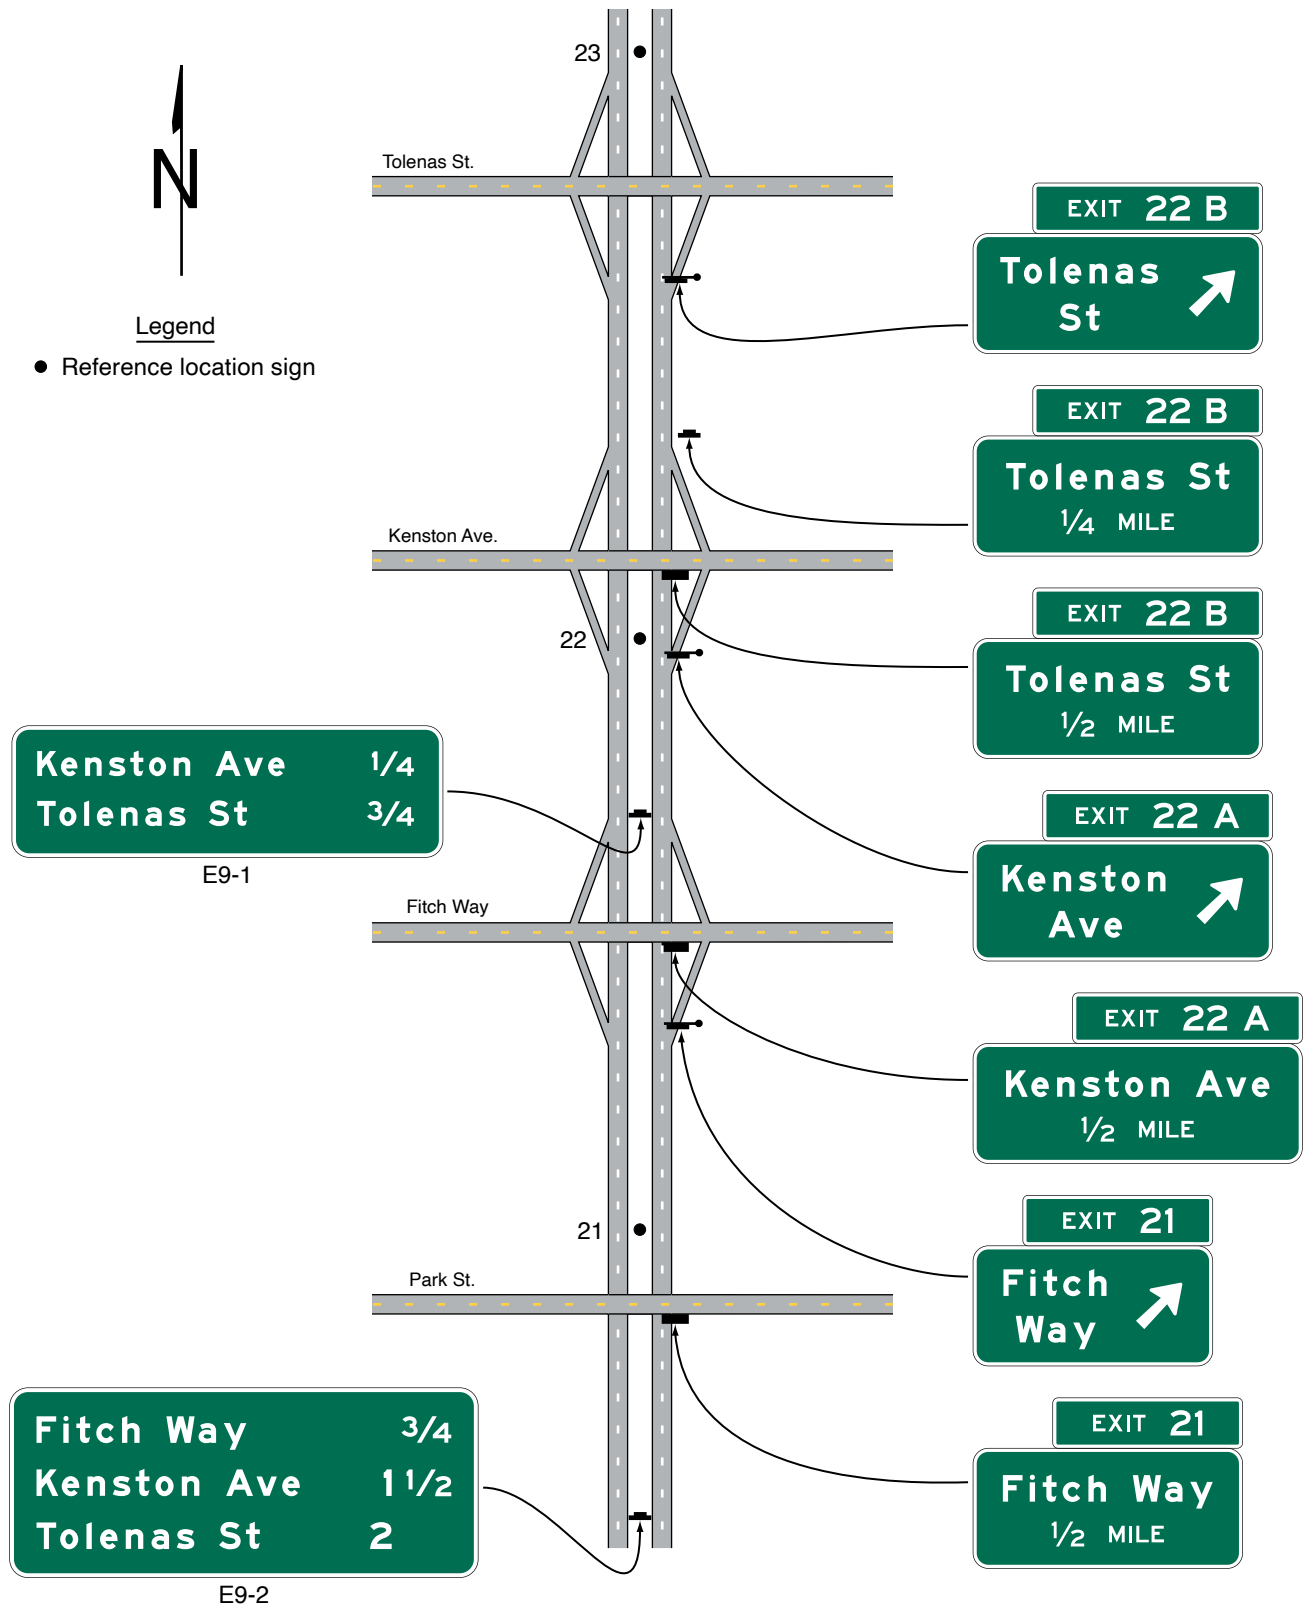 23
N
Tolenas St.
EXIT 22 B
Tolenas
St
Legend
Reference location sign
EXIT 22 B
Tolenas St
1/4 MILE
Kenston Ave.
22
EXIT 22 B
Tolenas St
1/2 MILE
Kenston Ave 1/4
Tolenas St 3/4
E9-1
EXIT 22 A
Kenston
Ave
Fitch Way
EXIT 22 A
Kenston Ave
1/2 MILE
21
EXIT 21
Fitch
Way
Park St.
Fitch Way 3/4
Kenston Ave 1 1/2
Tolenas St 2
E9-2
EXIT 21
Fitch Way
1/2 MILE